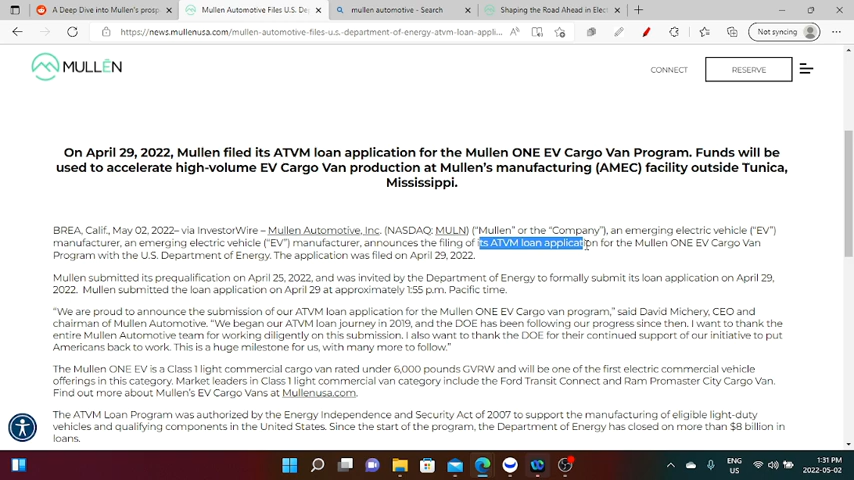 A Deep Dive into Mullen's prosp
Mullen Automotive Files U.S. De
mullen automotive - Search
Shaping the Road Ahead in Elect
https://news.mullenusa.com/mullen-automotive-files-u.s.-department-of-energy-atvm-loan-appli...
Not syncing
MULLEN
CONNECT
RESERVE
On April 29, 2022, Mullen filed its ATVM loan application for the Mullen ONE EV Cargo Van Program. Funds will be
used to accelerate high-volume EV Cargo Van production at Mullen's manufacturing (AMEC) facility outside Tunica,
Mississippi.
BREA, Calif., May 02, 2022– via InvestorWire – Mullen Automotive, Inc. (NASDAQ: MULN) ("Mullen" or the "Company"), an emerging electric vehicle ("EV")
manufacturer, an emerging electric vehicle ("EV") manufacturer, announces the filing of its ATVM loan application for the Mullen ONE EV Cargo Van
Program with the U.S. Department of Energy. The application was filed on April 29, 2022.
Mullen submitted its prequalification on April 25, 2022, and was invited by the Department of Energy to formally submit its loan application on April 29,
2022. Mullen submitted the loan application on April 29 at approximately 1:55 p.m. Pacific time.
"We are proud to announce the submission of our ATVM loan application for the Mullen ONE EV Cargo van program," said David Michery, CEO and
chairman of Mullen Automotive. "We began our ATVM loan journey in 2019, and the DOE has been following our progress since then. I want to thank the
entire Mullen Automotive team for working diligently on this submission. I also want to thank the DOE for their continued support of our initiative to put
Americans back to work. This is a huge milestone for us, with many more to follow."
The Mullen ONE EV is a Class 1 light commercial cargo van rated under 6,000 pounds GVRW and will be one of the first electric commercial vehicle
offerings in this category. Market leaders in Class 1 light commercial van category include the Ford Transit Connect and Ram Promaster City Cargo Van.
Find out more about Mullen's EV Cargo Vans at Mullenusa.com.
The ATVM Loan Program was authorized by the Energy Independence and Security Act of 2007 to support the manufacturing of eligible light-duty
vehicles and qualifying components in the United States. Since the start of the program, the Department of Energy has closed on more than $8 billion in
loans.
ENG
US
1:31 PM
2022-05-02